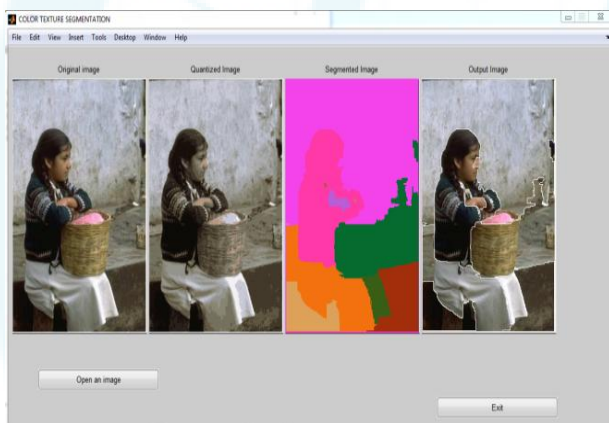 COLOR TEXTURE SEGMENTATION
File Edit View Insert Tools Desktop Window Help
Original image Quantized Image Segmented Image Output Image
Open an image
Exit